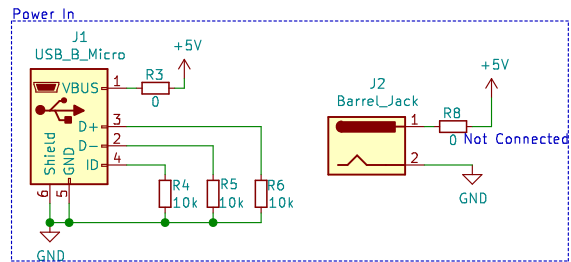 Power In
J1
USB_B_Micro
+5V
R3
0
VBUS 1
D+ 3
D- 2
ID 4
Shield
GND
6
5
R4
10k
R5
10k
R6
10k
GND
J2
Barrel_Jack
+5V
R8
0
Not Connected
1
2
GND